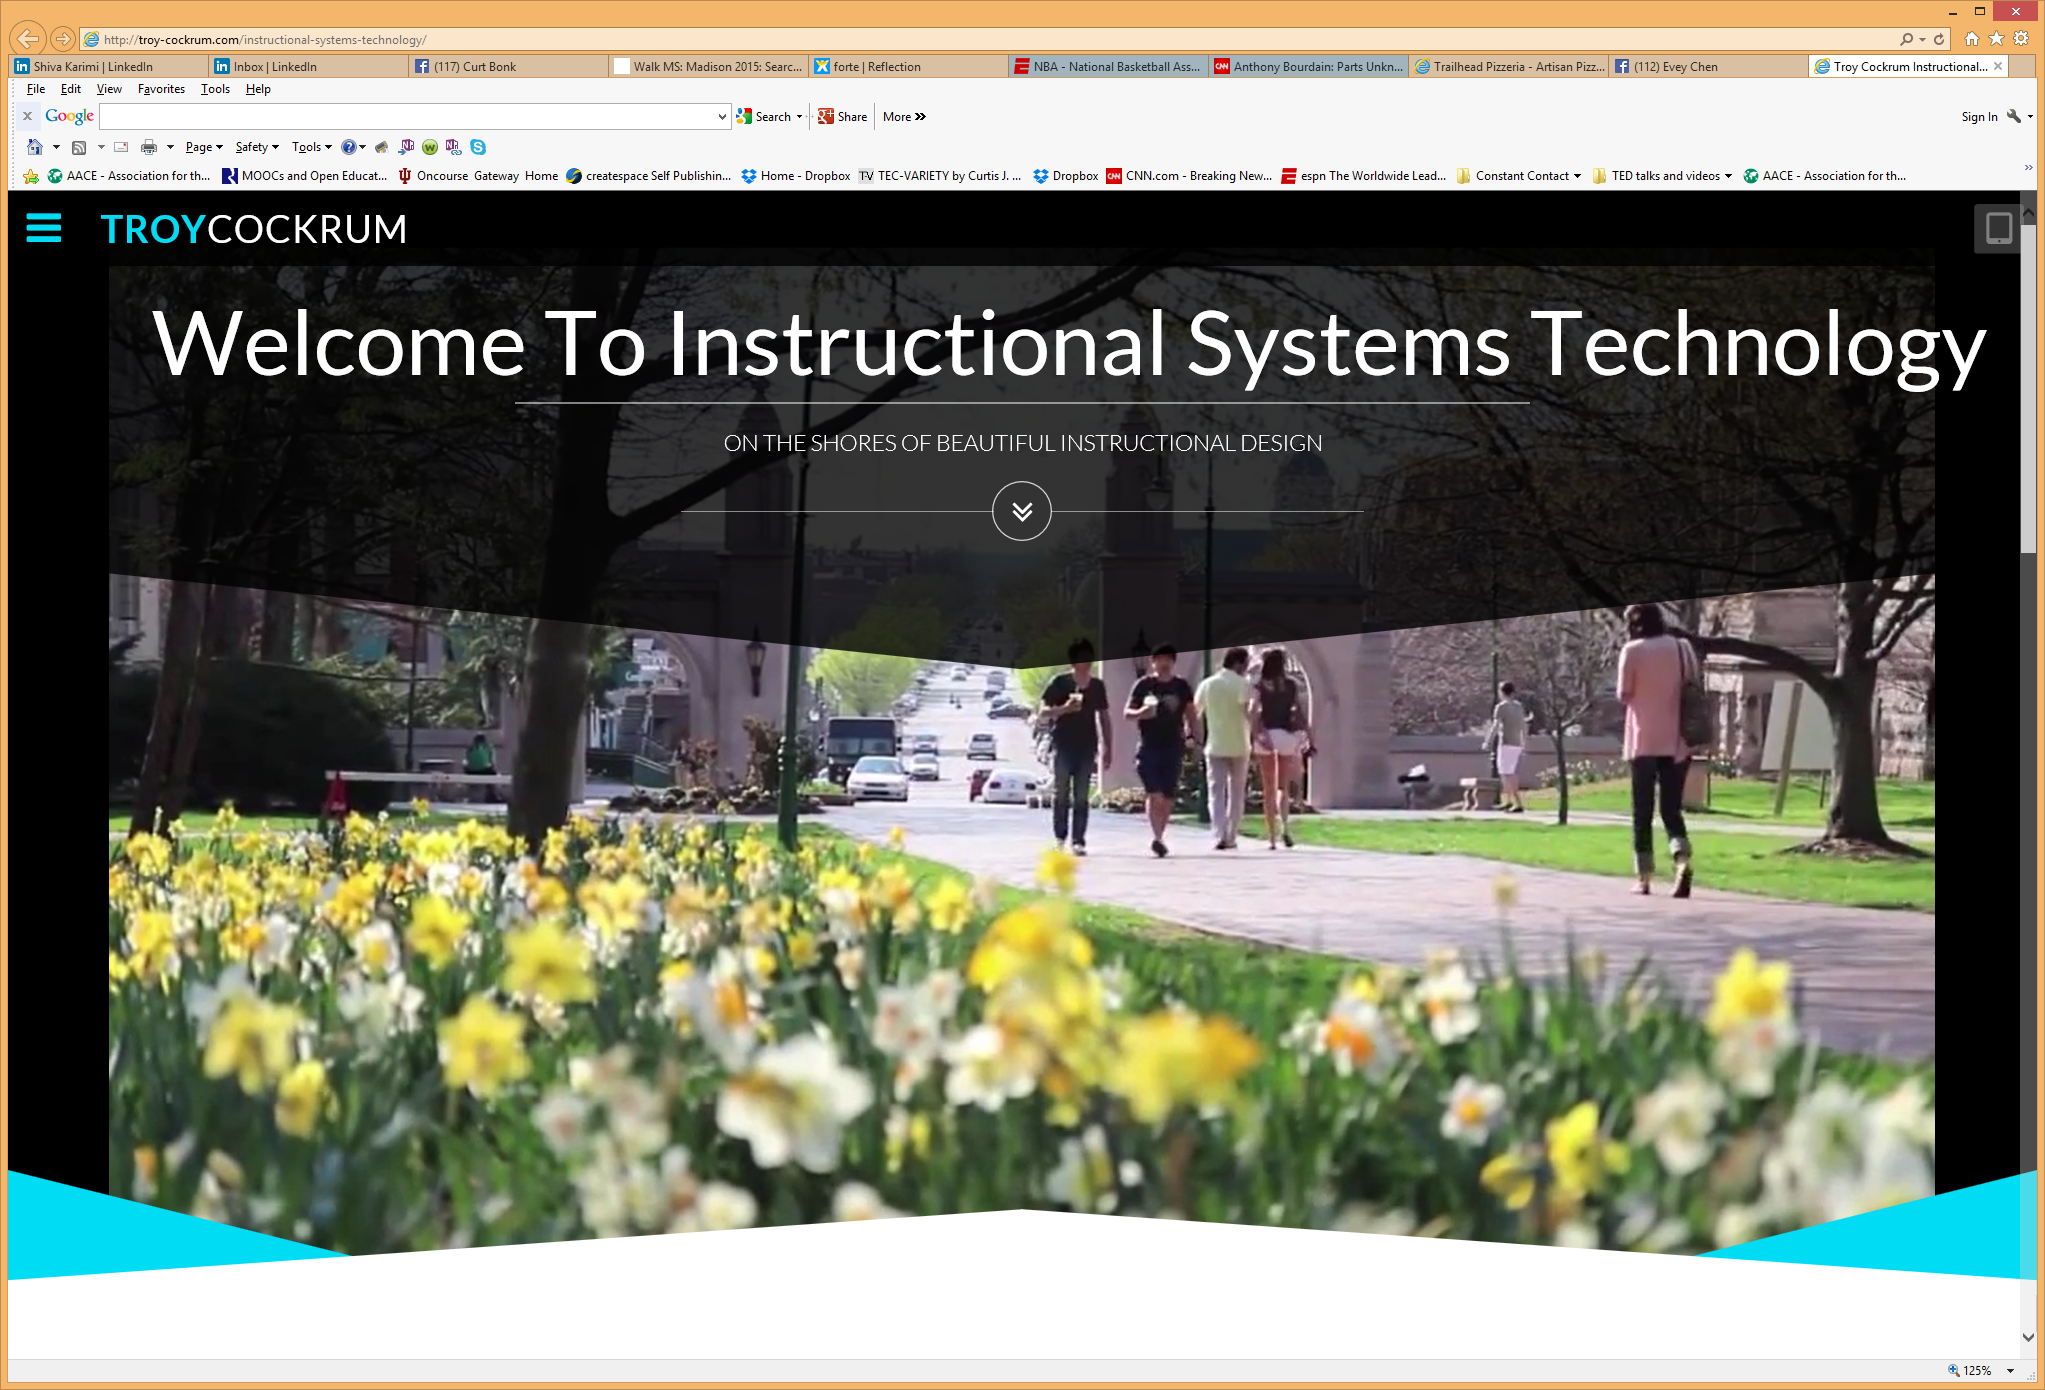 http://troy-cockrum.com/instructional-systems-technology/
Shiva Karimi | LinkedIn
Inbox | LinkedIn
(117) Curt Bonk
Walk MS: Madison 2015: Searc...
forte | Reflection
NBA - National Basketball Ass...
Anthony Bourdain: Parts Unkn...
Trailhead Pizzeria - Artisan Pizz...
(112) Evey Chen
Troy Cockrum Instructional...
File Edit View Favorites Tools Help
x Google Search Share More Sign In
Page Safety Tools
AACE - Association for th... MOOCs and Open Educat... Oncourse Gateway Home createspace Self Publishin... Home - Dropbox TV TEC-VARIETY by Curtis J. ... Dropbox CNN CNN.com - Breaking New... espn The Worldwide Lead... Constant Contact TED talks and videos AACE - Association for th...
TROYCOCKRUM
Welcome To Instructional Systems Technology
ON THE SHORES OF BEAUTIFUL INSTRUCTIONAL DESIGN
125%